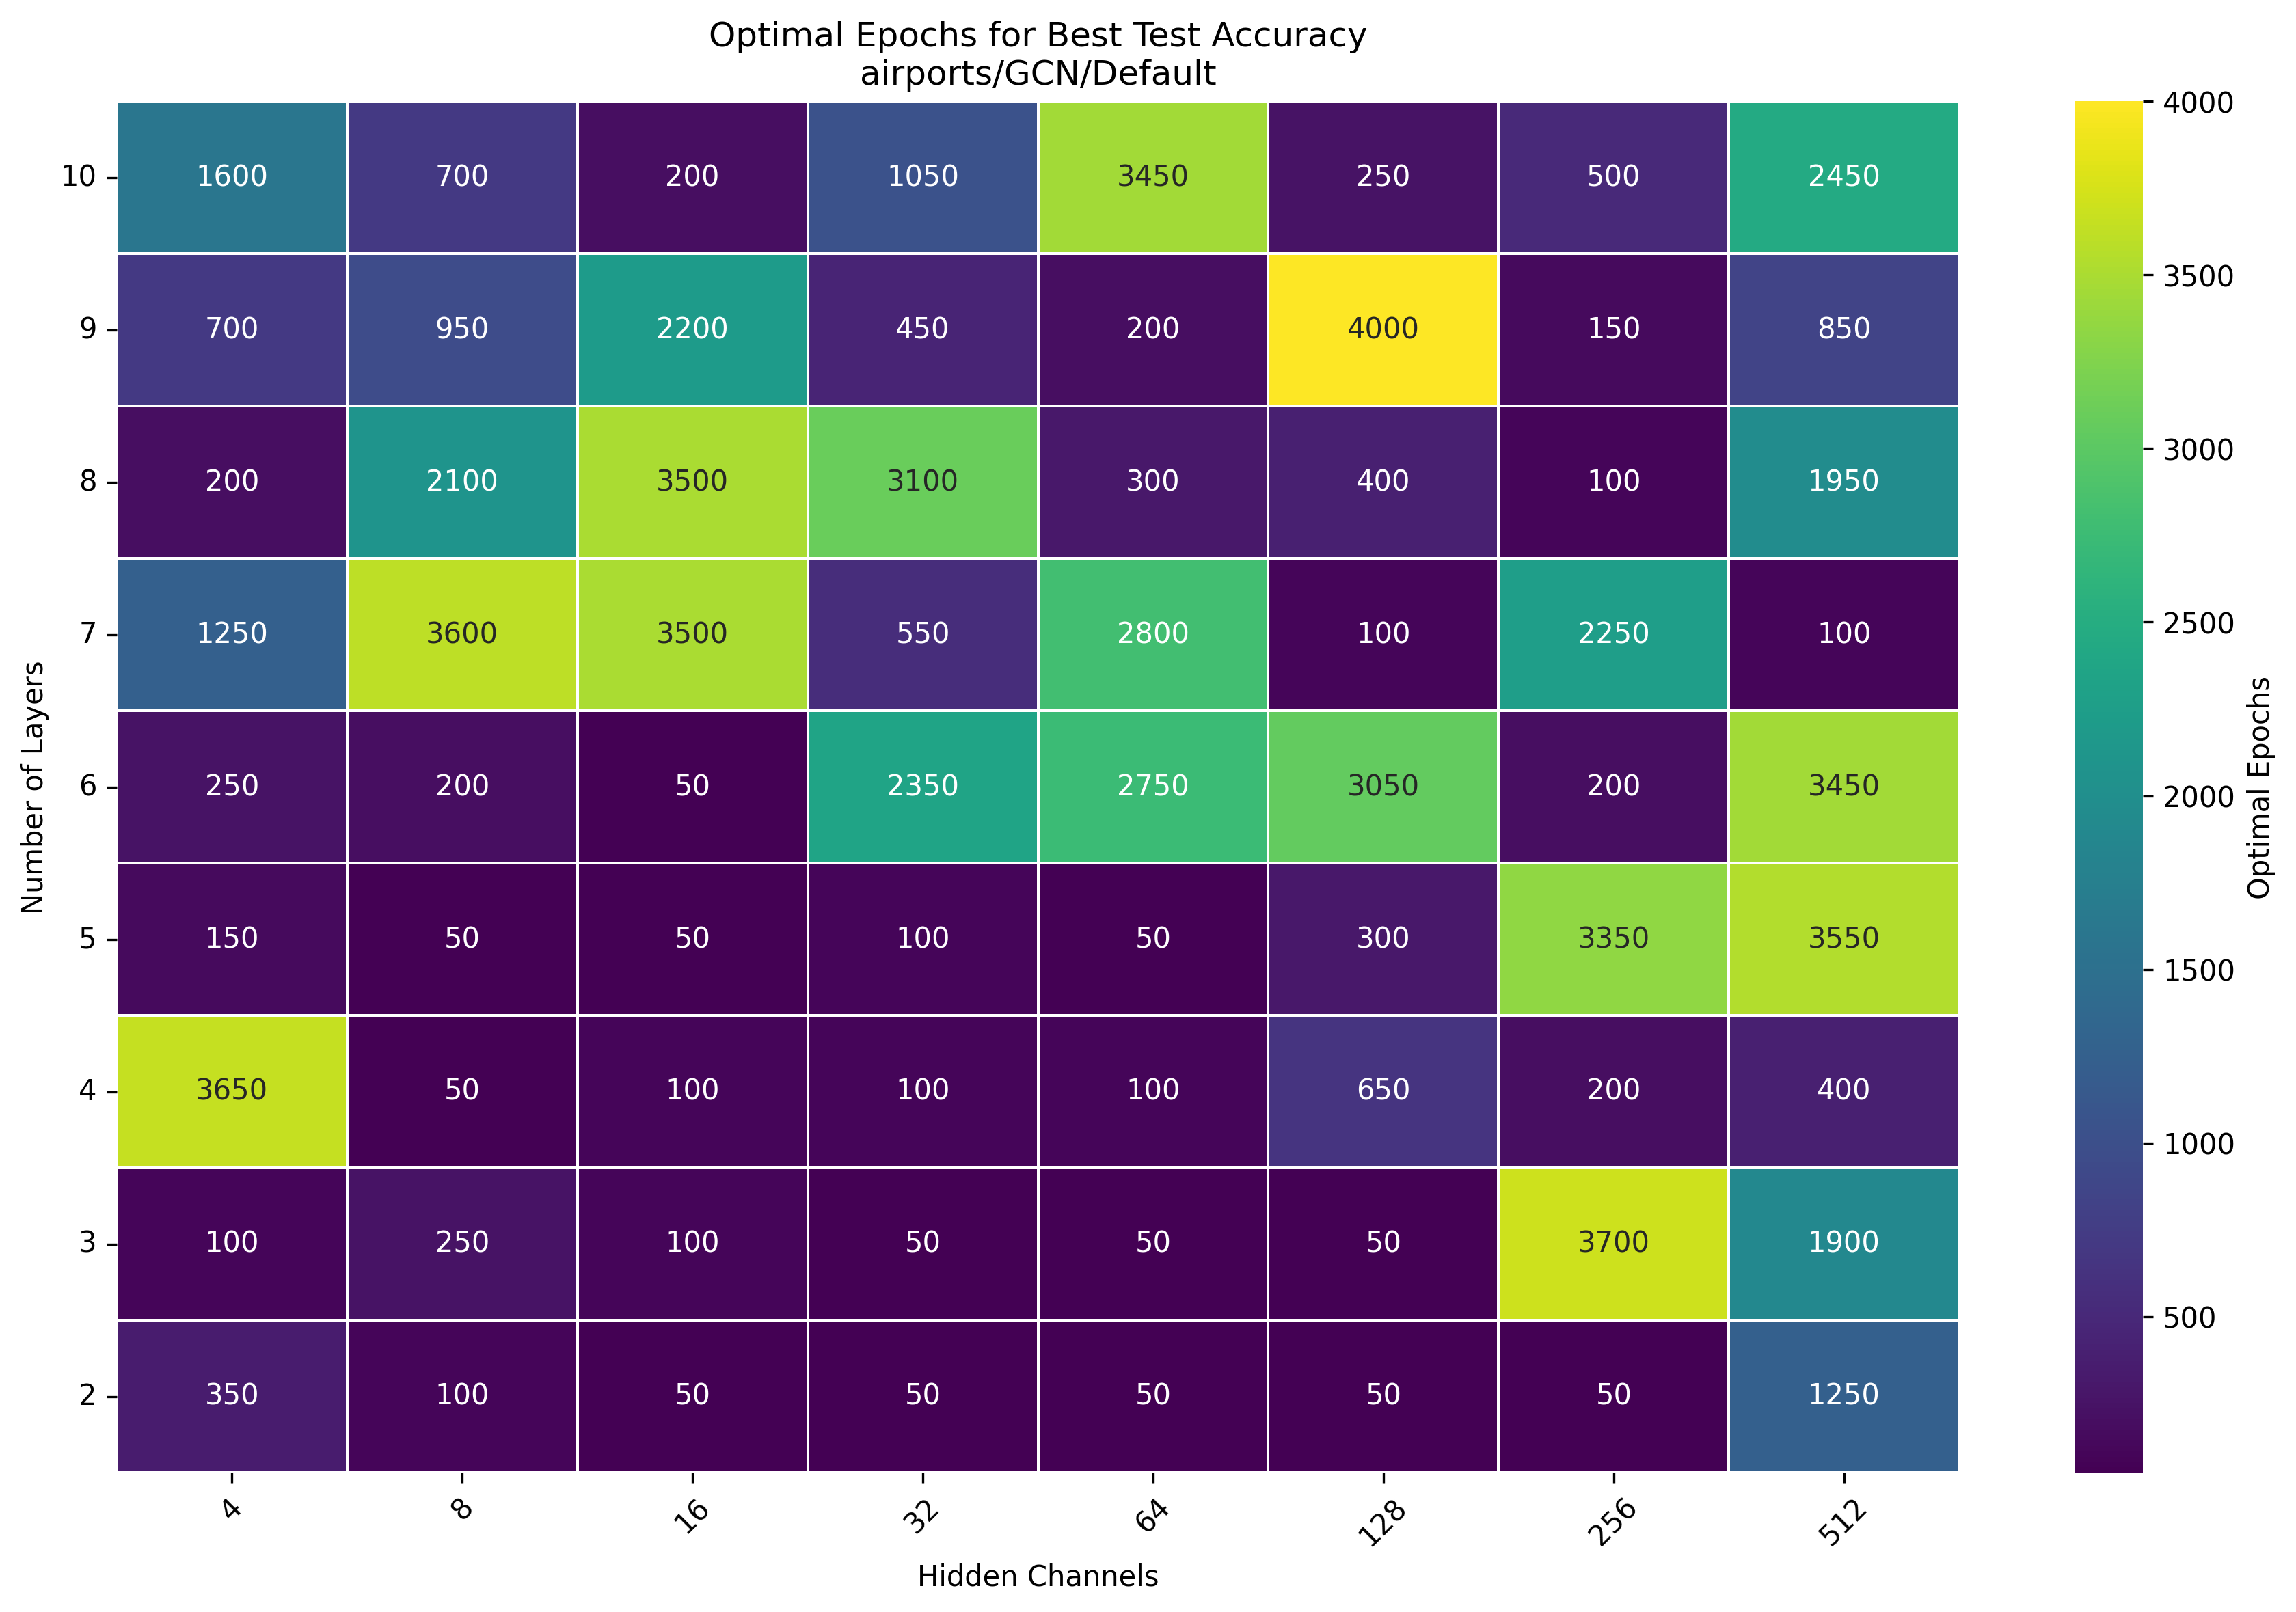 Optimal Epochs for Best Test Accuracy
airports/GCN/Default
Number of Layers
10 1600 700 200 1050 3450 250 500 2450
9 700 950 2200 450 200 4000 150 850
8 200 2100 3500 3100 300 400 100 1950
7 1250 3600 3500 550 2800 100 2250 100
6 250 200 50 2350 2750 3050 200 3450
5 150 50 50 100 50 300 3350 3550
4 3650 50 100 100 100 650 200 400
3 100 250 100 50 50 50 3700 1900
2 350 100 50 50 50 50 50 1250
4 8 16 32 64 128 256 512
Hidden Channels
4000
3500
3000
2500
2000
1500
1000
500
Optimal Epochs